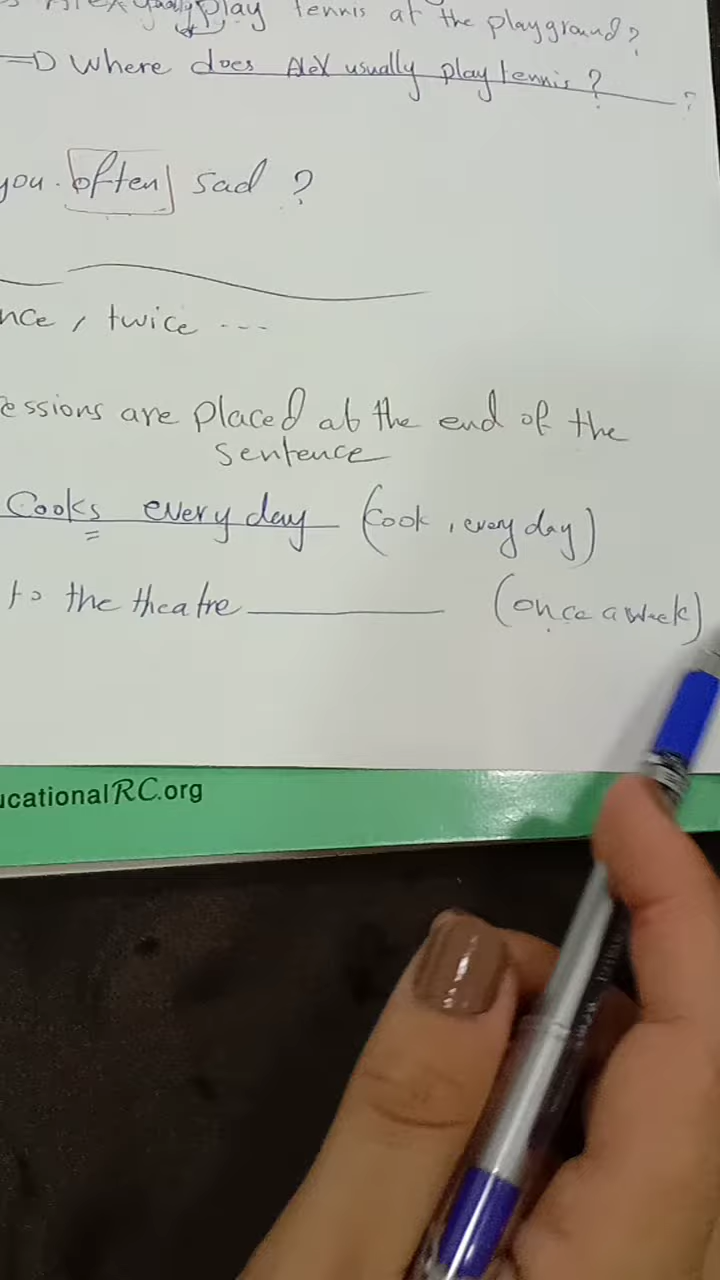 play tennis at the playground?
=D Where does Alex usually play tennis? ?
you often sad ?
nce, twice ---
essions are placed at the end of the
sentence
Cooks every day (Cook, every day)
to the theatre (once a week)
ucationalRC.org